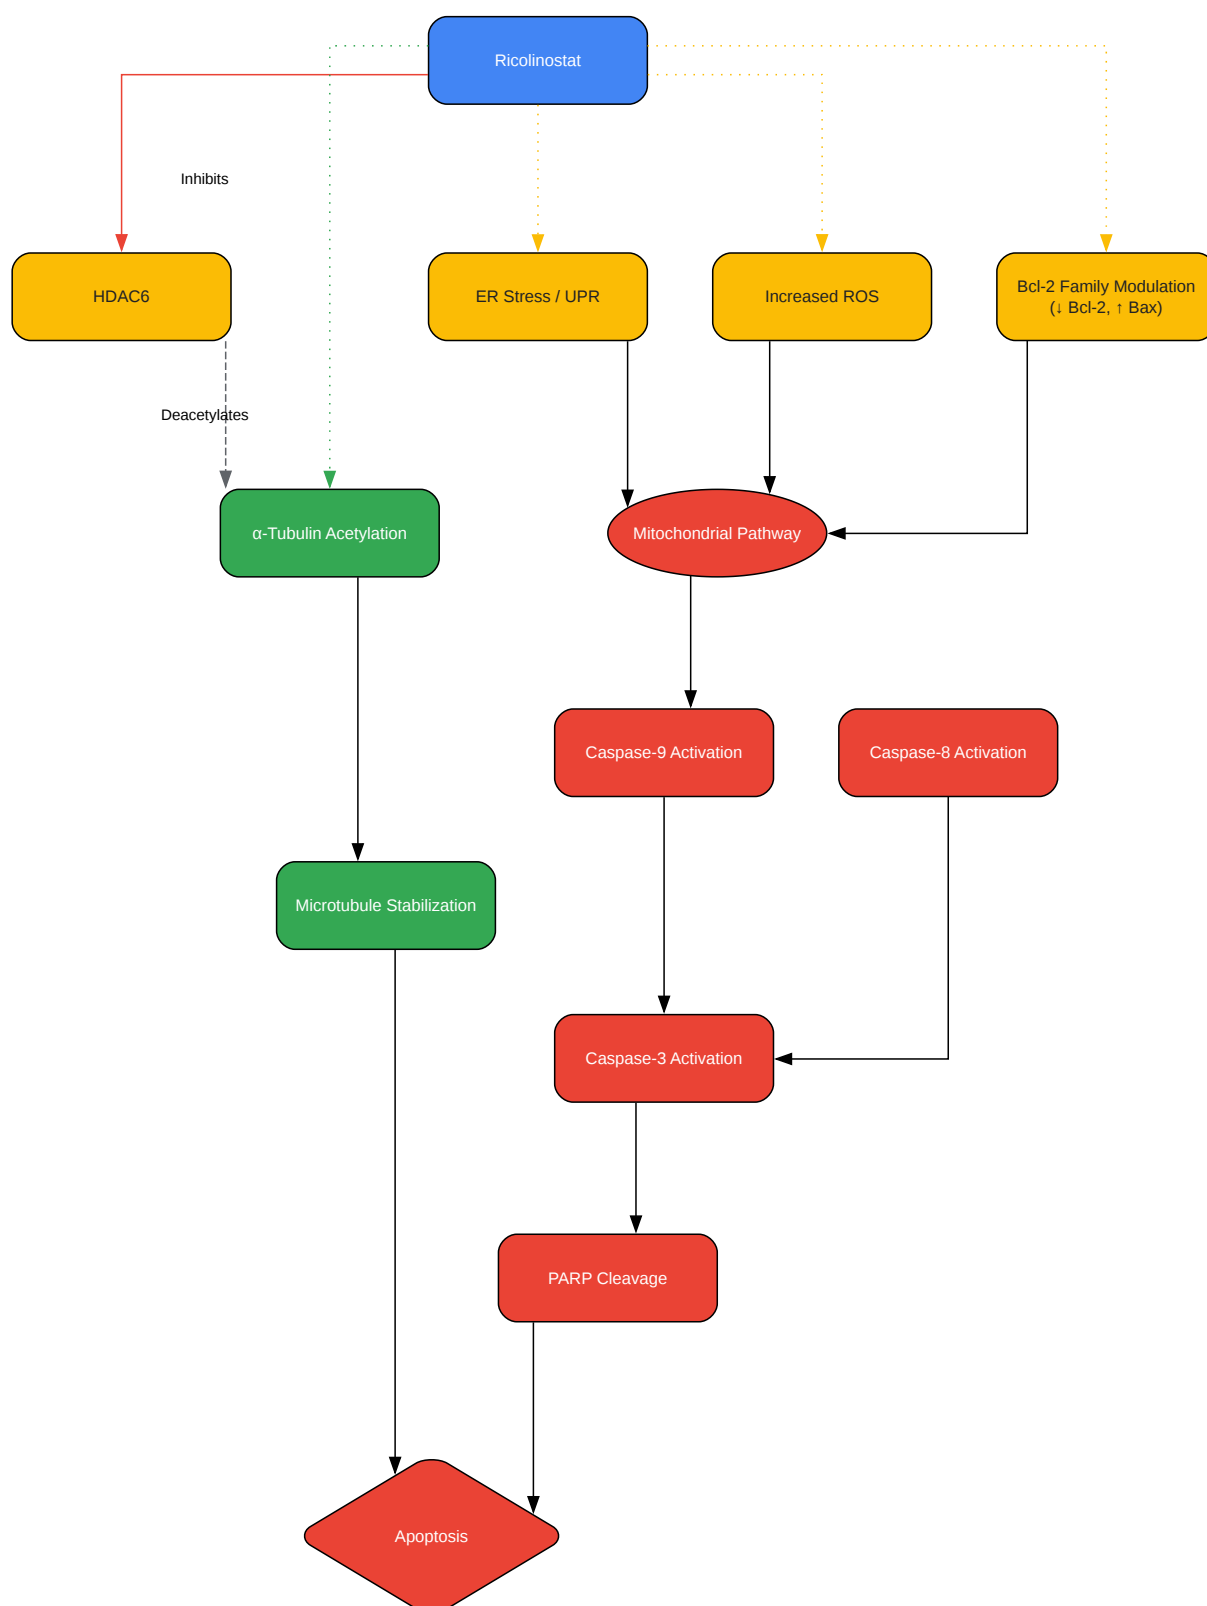 Ricolinostat
Inhibits
HDAC6
ER Stress / UPR
Increased ROS
Bcl-2 Family Modulation
(↓ Bcl-2, ↑ Bax)
Deacetylates
α-Tubulin Acetylation
Mitochondrial Pathway
Caspase-9 Activation
Caspase-8 Activation
Microtubule Stabilization
Caspase-3 Activation
PARP Cleavage
Apoptosis